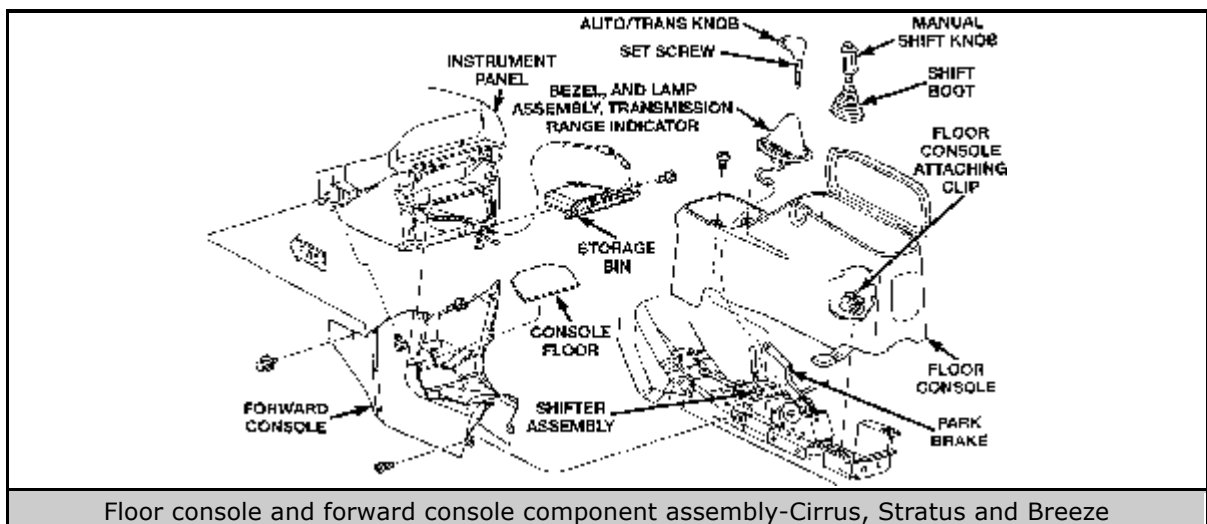 AUTO/TRANS KNOB
SET SCREW
MANUAL
SHIFT KNOB
SHIFT
BOOT
INSTRUMENT
PANEL
BEZEL, AND LAMP
ASSEMBLY, TRANSMISSION
RANGE INDICATOR
FLOOR
CONSOLE
ATTACHING
CLIP
STORAGE
BIN
CONSOLE
FLOOR
FORWARD
CONSOLE
SHIFTER
ASSEMBLY
FLOOR
CONSOLE
PARK
BRAKE
Floor console and forward console component assembly-Cirrus, Stratus and Breeze